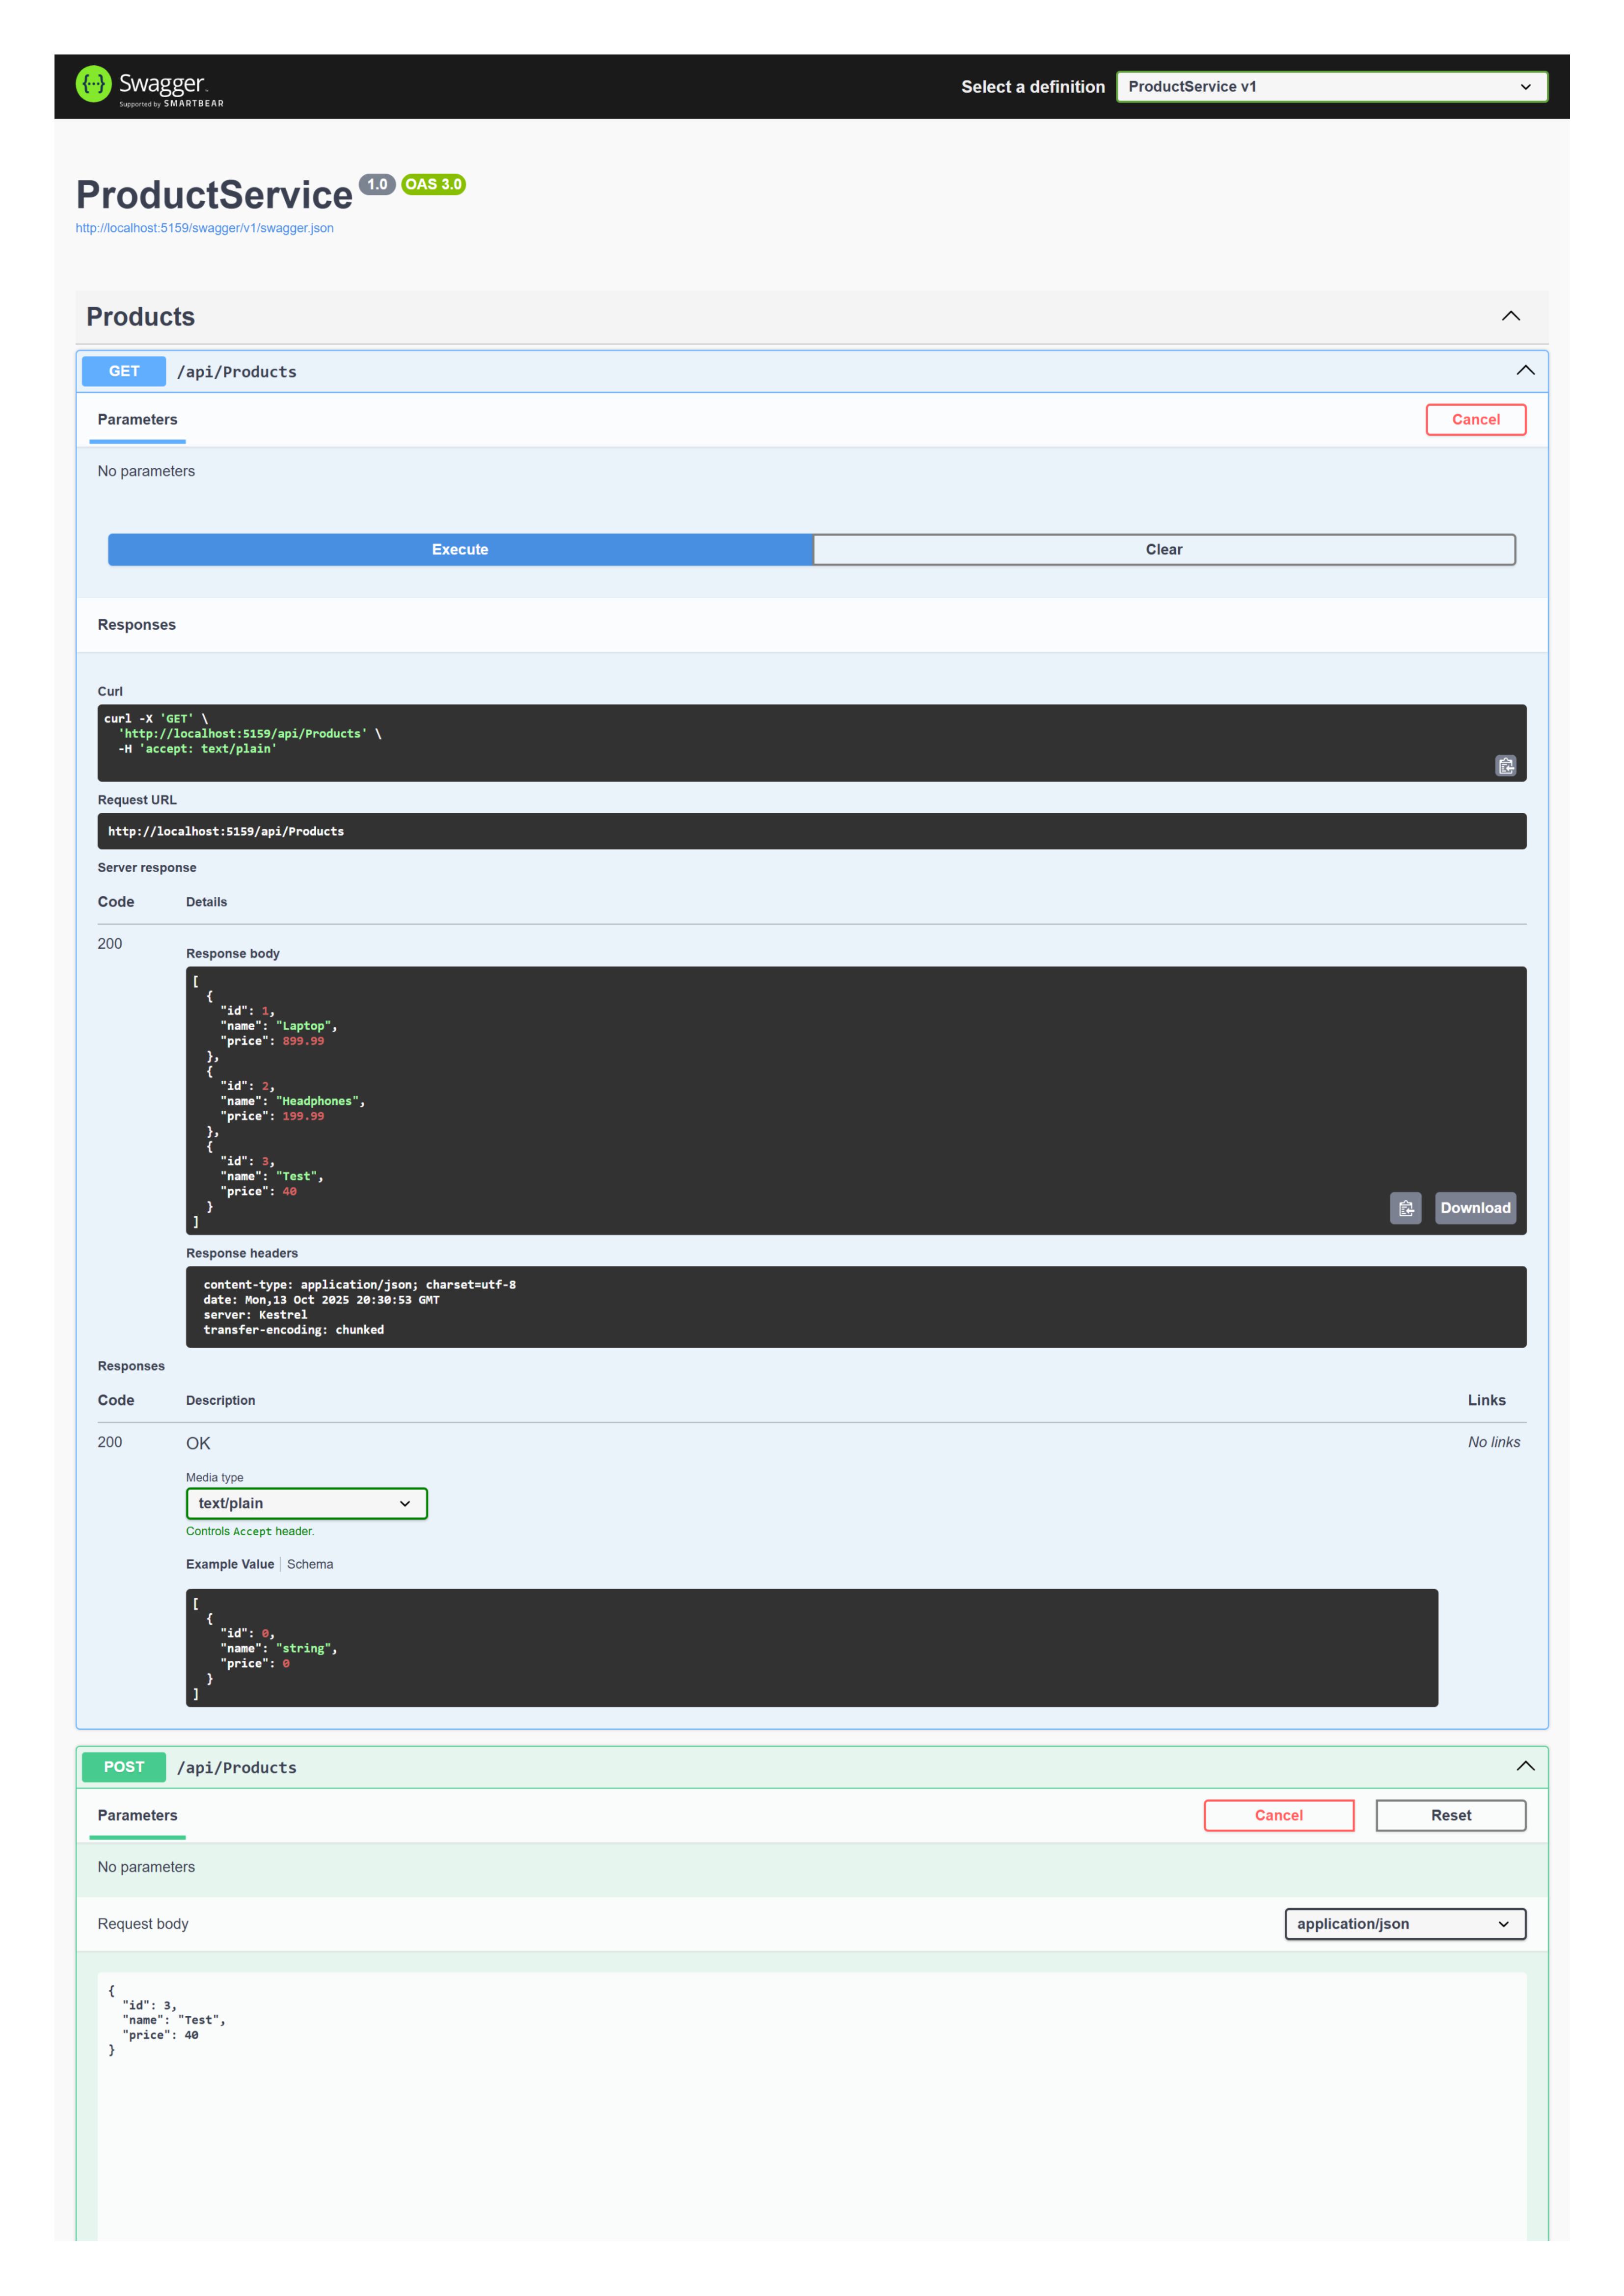 Swagger.
Supported by SMARTBEAR
Select a definition
ProductService v1
ProductService 1.0 OAS 3.0
http://localhost:5159/swagger/v1/swagger.json
Products
GET /api/Products
Parameters
Cancel
No parameters
Execute
Clear
Responses
Curl
curl -X 'GET' \
  'http://localhost:5159/api/Products' \
  -H 'accept: text/plain'
Request URL
http://localhost:5159/api/Products
Server response
Code Details
200
Response body
[
  {
    "id": 1,
    "name": "Laptop",
    "price": 899.99
  },
  {
    "id": 2,
    "name": "Headphones",
    "price": 199.99
  },
  {
    "id": 3,
    "name": "Test",
    "price": 40
  }
]
Download
Response headers
content-type: application/json; charset=utf-8
date: Mon,13 Oct 2025 20:30:53 GMT
server: Kestrel
transfer-encoding: chunked
Responses
Code Description Links
200 OK No links
Media type
text/plain
Controls Accept header.
Example Value Schema
[
  {
    "id": 0,
    "name": "string",
    "price": 0
  }
]
POST /api/Products
Parameters
Cancel
Reset
No parameters
Request body
application/json
{
  "id": 3,
  "name": "Test",
  "price": 40
}